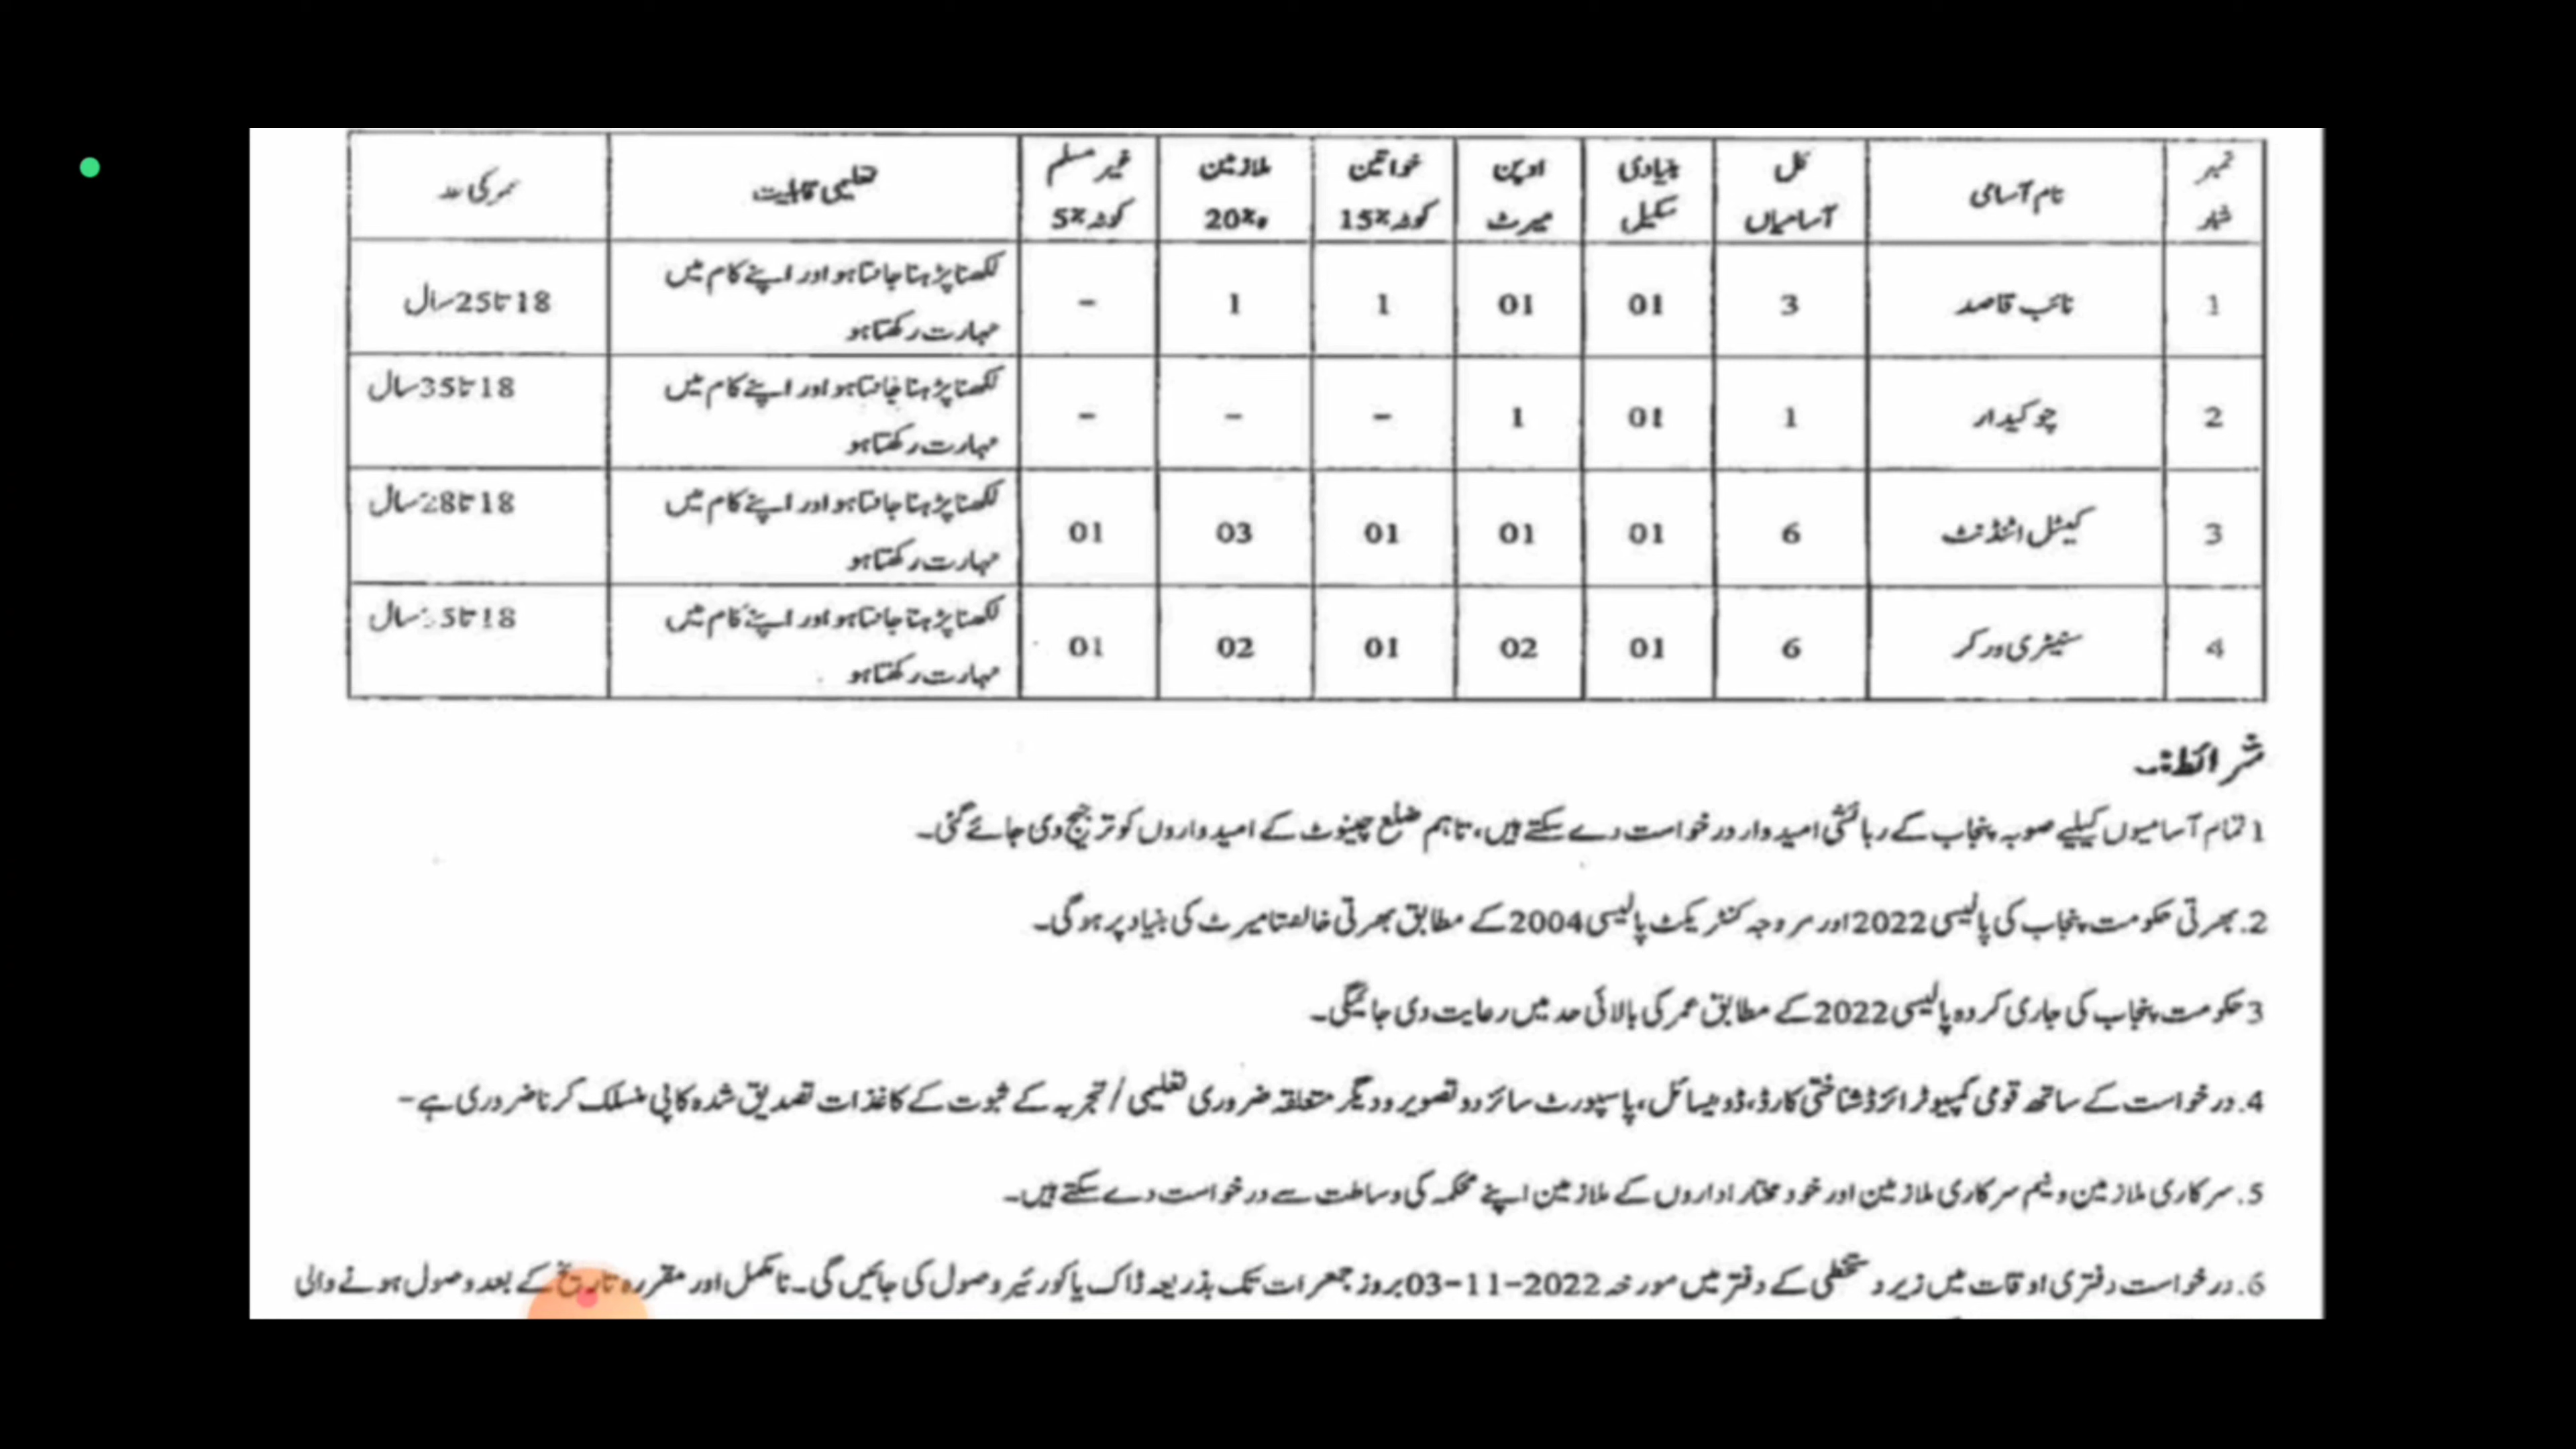 نمبر شمار | نام آسامی | کل آسامیاں | بنیادی سکیل | اوپن میرٹ | خواتین کوٹہ 15% | ملازمین 20% | غیر مسلم کوٹہ 5% | تعلیمی قابلیت | عمر کی حد
1 | نائب قاصد | 3 | 01 | 01 | 1 | 1 | - | لکھنا پڑہنا جانتا ہو اور اپنے کام میں مہارت رکھتا ہو | 18 تا 25 سال
2 | چوکیدار | 1 | 01 | 1 | - | - | - | لکھنا پڑہنا جانتا ہو اور اپنے کام میں مہارت رکھتا ہو | 18 تا 35 سال
3 | کیٹل اٹنڈنٹ | 6 | 01 | 01 | 01 | 03 | 01 | لکھنا پڑہنا جانتا ہو اور اپنے کام میں مہارت رکھتا ہو | 18 تا 28 سال
4 | سینٹری ورکر | 6 | 01 | 02 | 01 | 02 | 01 | لکھنا پڑہنا جانتا ہو اور اپنے کام میں مہارت رکھتا ہو | 18 تا سال
شرائط:۔
1 تمام آسامیوں کیلیے صوبہ پنجاب کے رہائشی امیدوار درخواست دے سکتے ہیں، تاہم ضلع چینوٹ کے امیدواروں کو ترجیح دی جائے گئی۔
2. بھرتی حکومت پنجاب کی پالیسی 2022 اور مروجہ کنٹریکٹ پالیسی 2004 کے مطابق بھرتی خالصتا میرٹ کی بنیاد پر ہوگی۔
3 حکومت پنجاب کی جاری کردہ پالیسی 2022 کے مطابق عمر کی بالائی حد میں رعایت دی جائیگی۔
4. درخواست کے ساتھ قومی کمپیوٹرائزڈ شناختی کارڈ، ڈومیسائل، پاسپورٹ سائز دو تصویر و دیگر متعلقہ ضروری تعلیمی / تجربہ کے ثبوت کے کاغذات تصدیق شدہ کاپی منسلک کرنا ضروری ہے -
5. سرکاری ملازمین و نیم سرکاری ملازمین اور خود مختار اداروں کے ملازمین اپنے محکمہ کی وساطت سے درخواست دے سکتے ہیں۔
6. درخواست دفتری اوقات میں زیر دستخطی کے دفتر میں مورخہ 2022-11-03 بروز جمعرات تک بذریعہ ڈاک یا کورئیر وصول کی جائیں گی۔ نامکمل اور مقررہ تاریخ کے بعد وصول ہونے والی